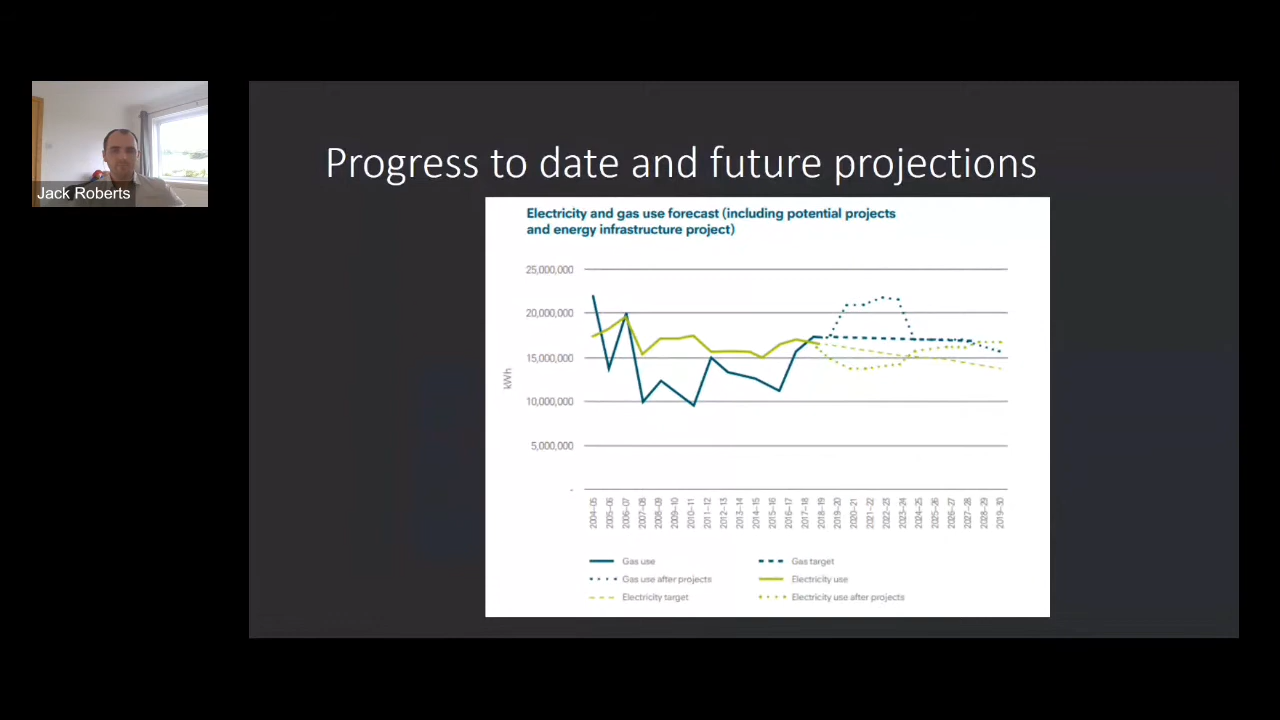 Jack Roberts
Progress to date and future projections
Electricity and gas use forecast (including potential projects
and energy infrastructure project)
kWh
25,000,000
20,000,000
15,000,000
10,000,000
5,000,000
-
2004–05
2005–06
2006–07
2007–08
2008–09
2009–10
2010–11
2011–12
2012–13
2013–14
2014–15
2015–16
2016–17
2017–18
2018–19
2019–20
2020–21
2021–22
2022–23
2023–24
2024–25
2025–26
2026–27
2027–28
2028–29
2019–30
Gas use
Gas target
Gas use after projects
Electricity use
Electricity target
Electricity use after projects